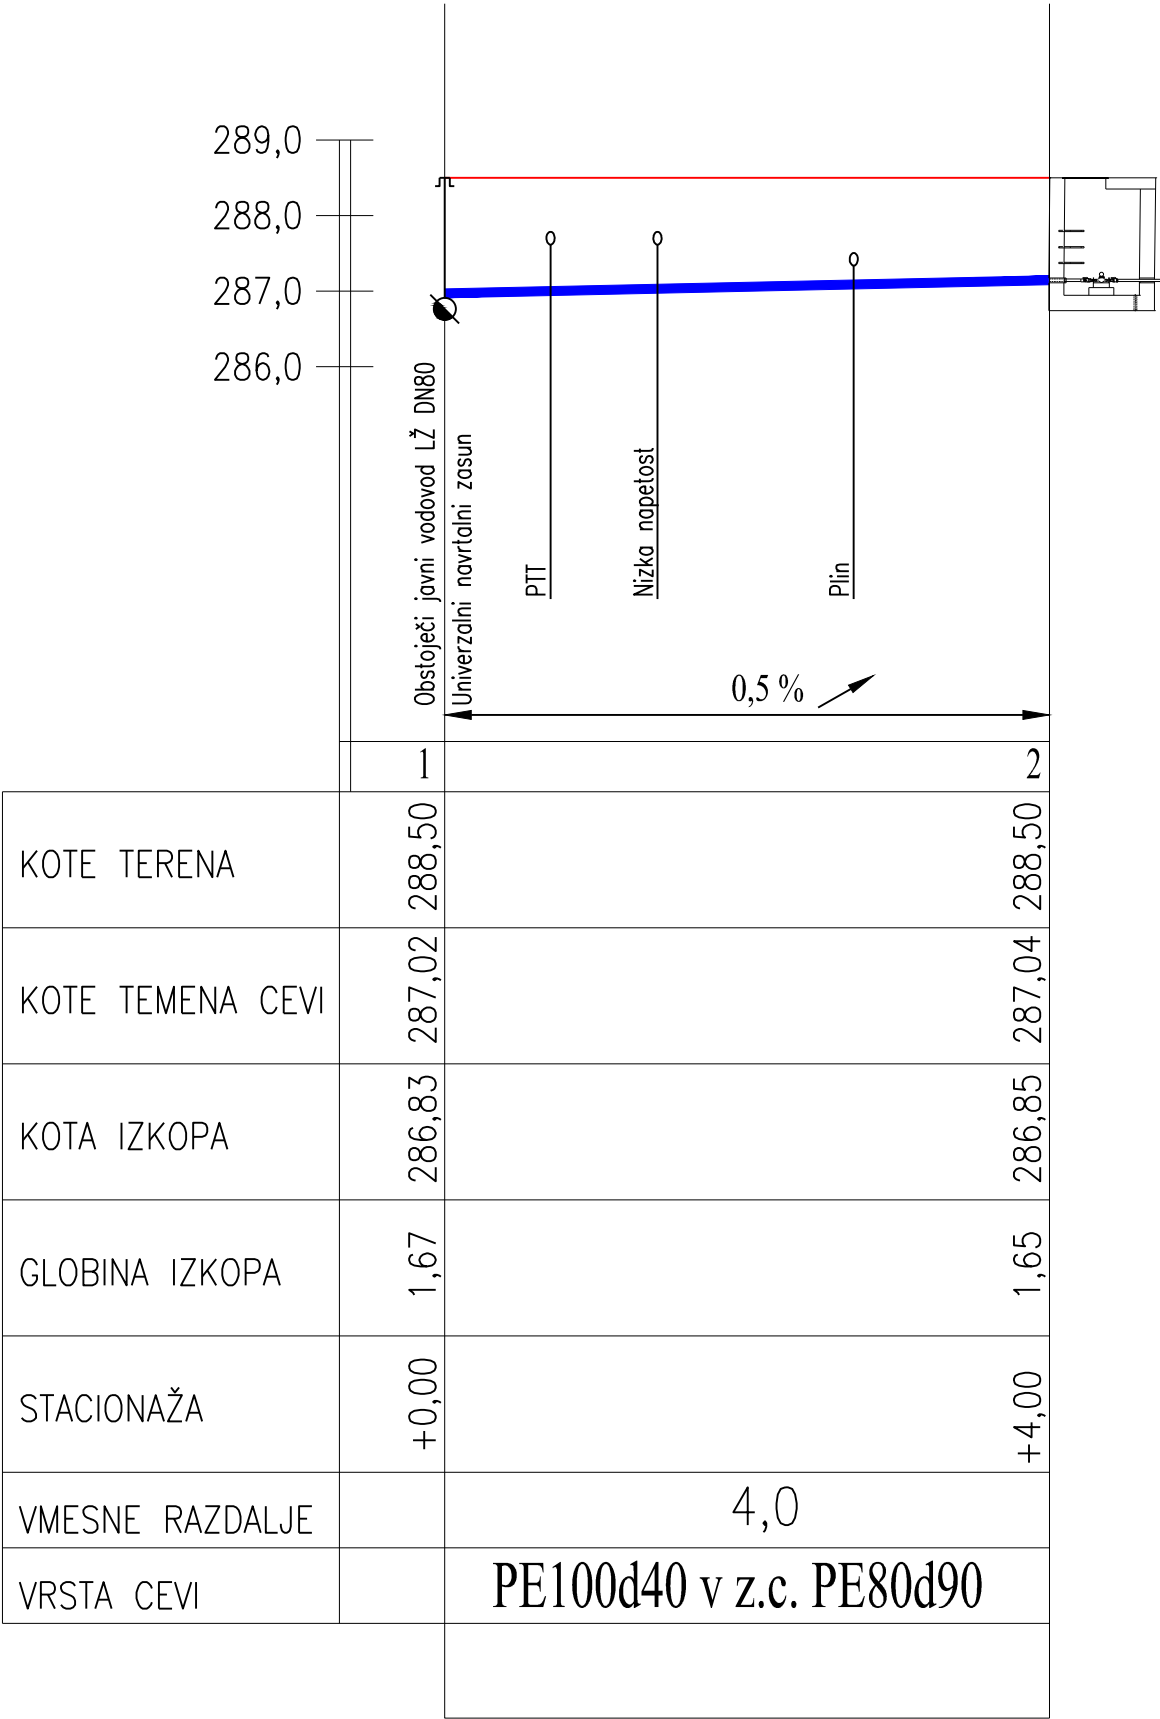 289,0
288,0
287,0
286,0
Obstoječi javni vodovod LŽ DN80
Univerzalni navrtalni zasun
PTT
Nizka napetost
Plin
0,5 %
1
2
KOTE TERENA
288,50
288,50
KOTE TEMENA CEVI
287,02
287,04
KOTA IZKOPA
286,83
286,85
GLOBINA IZKOPA
1,67
1,65
STACIONAŽA
+0,00
+4,00
VMESNE RAZDALJE
4,0
VRSTA CEVI
PE100d40 v z.c. PE80d90